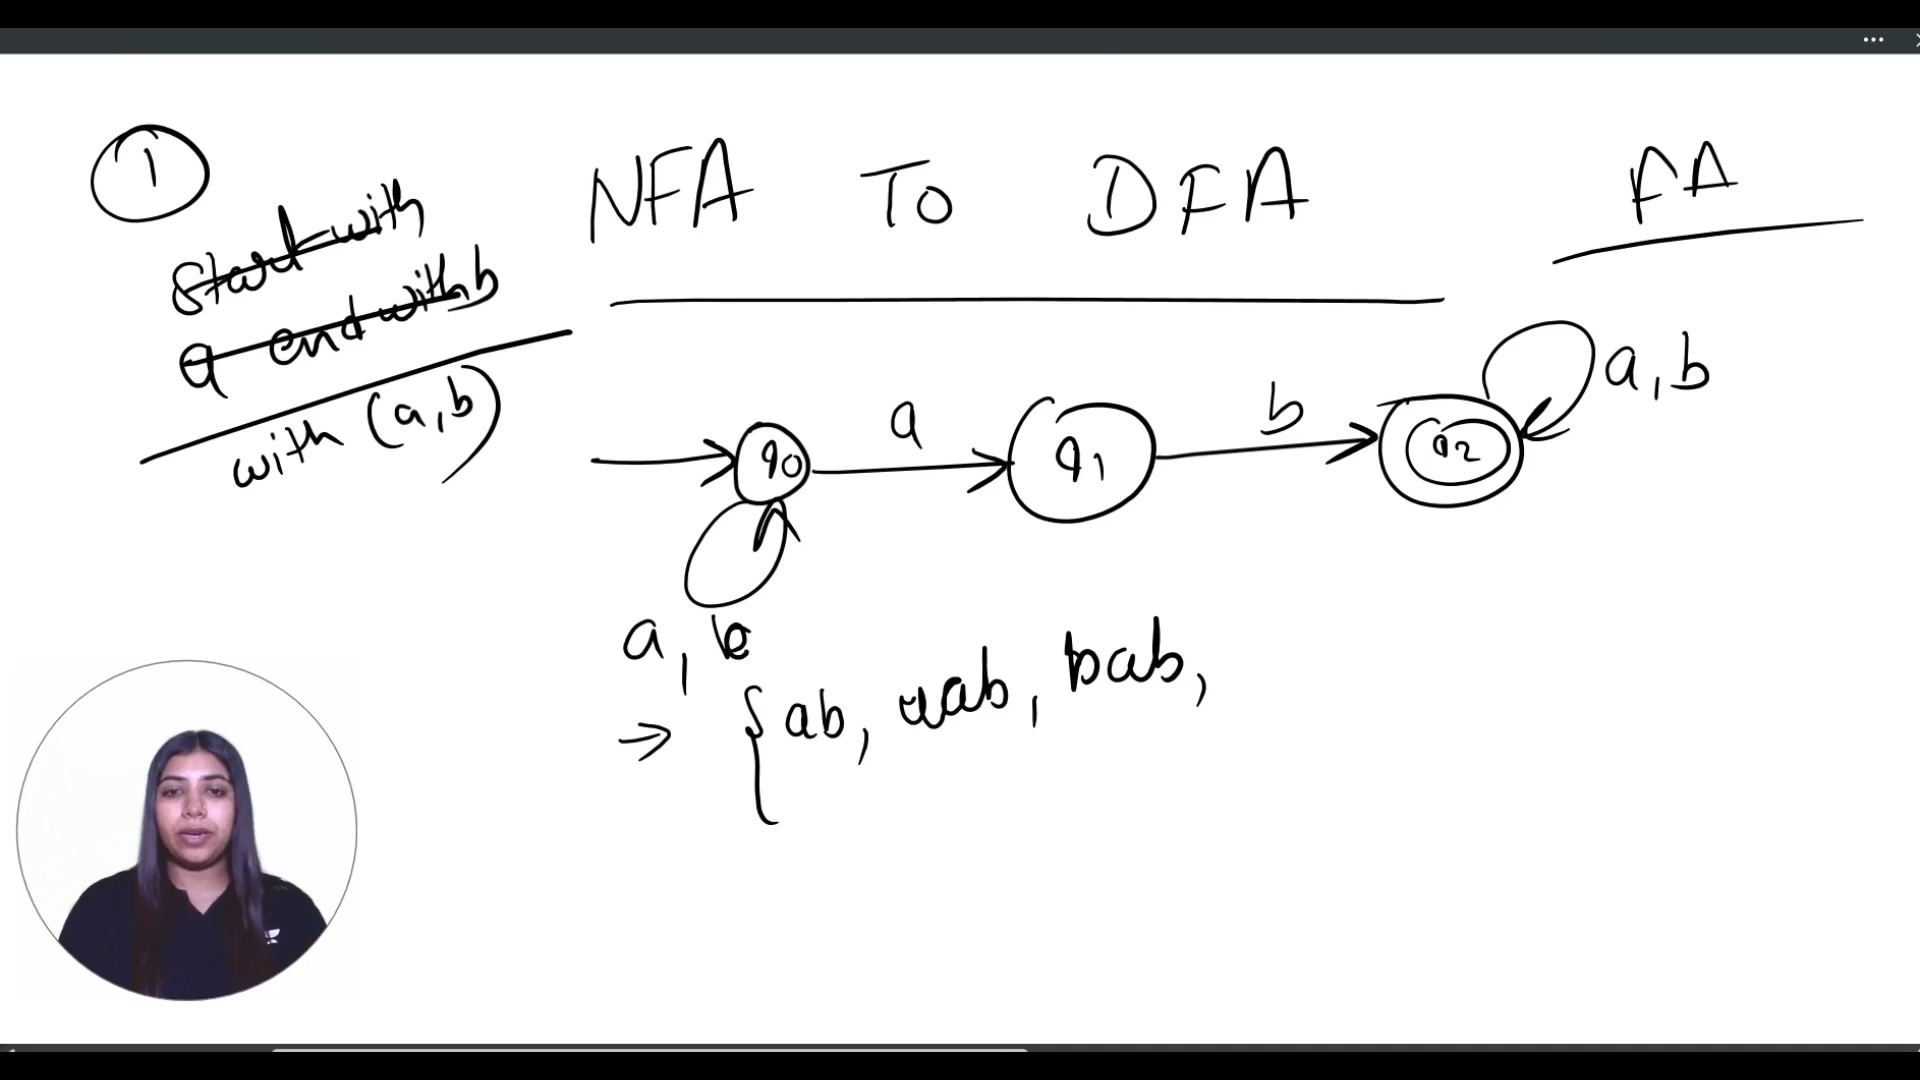 1
NFA To DFA
FA
Start with
a end with b
with (a,b)
a
b
a,b
q0
q1
q2
a, b
→ {ab, aab, bab,